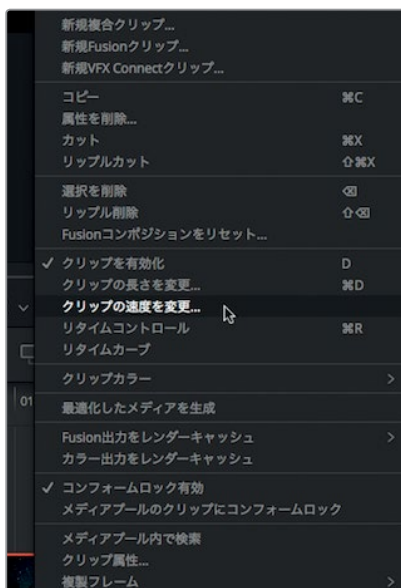 新規複合クリップ...
新規Fusionクリップ...
新規VFX Connectクリップ...
コピー ⌘C
属性を削除...
カット ⌘X
リップルカット ⇧⌘X
選択を削除 ⌫
リップル削除 ⇧⌫
Fusionコンポジションをリセット...
✓ クリップを有効化 D
クリップの長さを変更... ⌘D
クリップの速度を変更...
リタイムコントロール ⌘R
リタイムカーブ
クリップカラー >
最適化したメディアを生成
Fusion出力をレンダーキャッシュ >
カラー出力をレンダーキャッシュ
✓ コンフォームロック有効
メディアプールのクリップにコンフォームロック
メディアプール内で検索
クリップ属性...
複製フレーム >
01